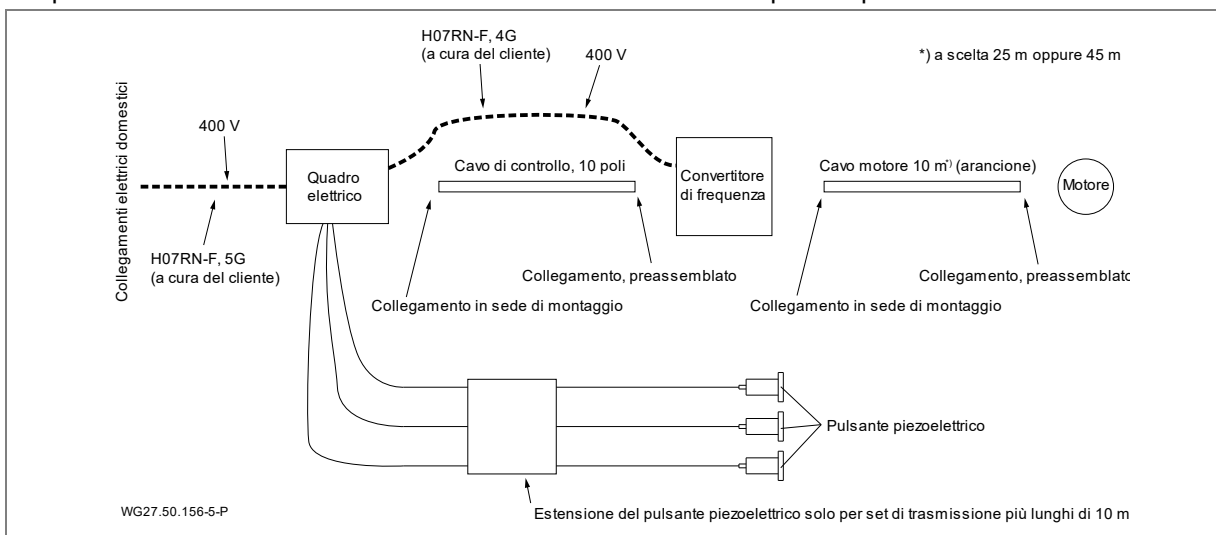 H07RN-F, 4G
(a cura del cliente)
400 V
*) a scelta 25 m oppure 45 m
Collegamenti elettrici domestici
400 V
Quadro
elettrico
Cavo di controllo, 10 poli
Convertitore
di frequenza
Cavo motore 10 m*) (arancione)
Motore
H07RN-F, 5G
(a cura del cliente)
Collegamento, preassemblato
Collegamento, preassemblato
Collegamento in sede di montaggio
Collegamento in sede di montaggio
Pulsante piezoelettrico
WG27.50.156-5-P
Estensione del pulsante piezoelettrico solo per set di trasmissione più lunghi di 10 m